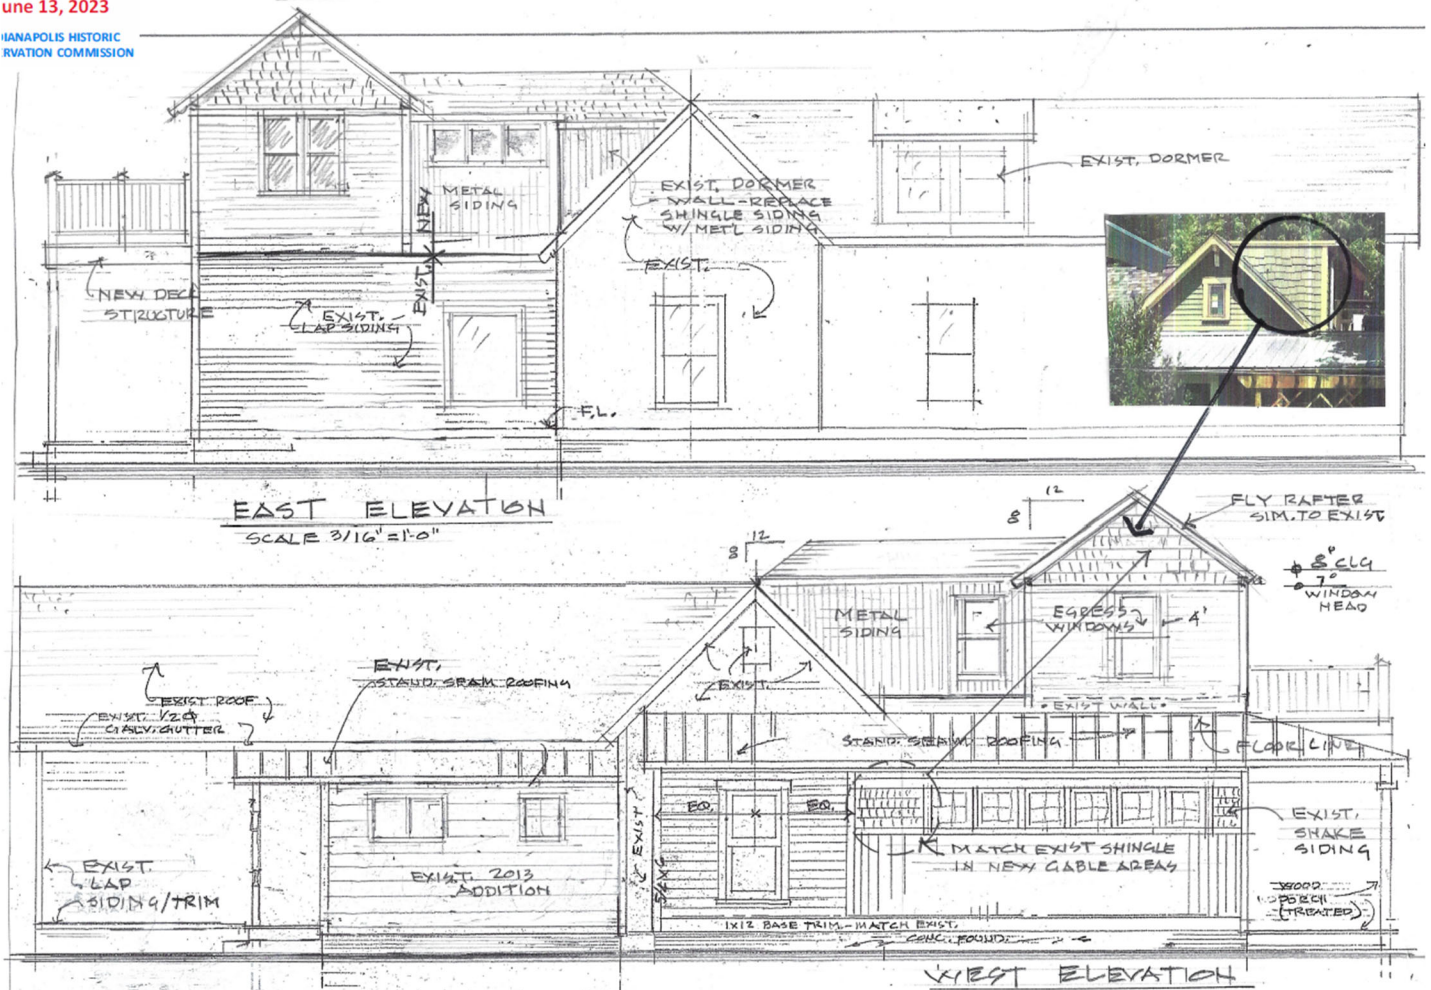 une 13, 2023
IANAPOLIS HISTORIC
RVATION COMMISSION
EXIST. DORMER
METAL
SIDING
NEW
EXIST.
EXIST. DORMER
WALL-REPLACE
SHINGLE SIDING
W/MET'L SIDING
EXIST.
NEW DECK
STRUCTURE
EXIST.
LAP SIDING
F.L.
EAST ELEVATION
SCALE 3/16"=1'-0"
12
8
12
8
FLY RAFTER
SIM. TO EXIST
8' CLG
7°
WINDOW
HEAD
METAL
SIDING
EGRESS
WINDOWS
4'
EXIST.
STAND. SEAM ROOFING
EXIST ROOF
EXIST. 1/2 Ø
GALV. GUTTER
EXIST.
EXIST WALL
STAND. SEAM ROOFING
FLOOR LINE
EQ.
EQ.
EXIST
5/4X6
EXIST.
SHAKE
SIDING
MATCH EXIST SHINGLE
IN NEW GABLE AREAS
EXIST.
LAP
SIDING/TRIM
EXIST. 2013
ADDITION
WOOD
PORCH
(TREATED)
1X12 BASE TRIM-MATCH EXIST.
CONC. FOUND.
WEST ELEVATION